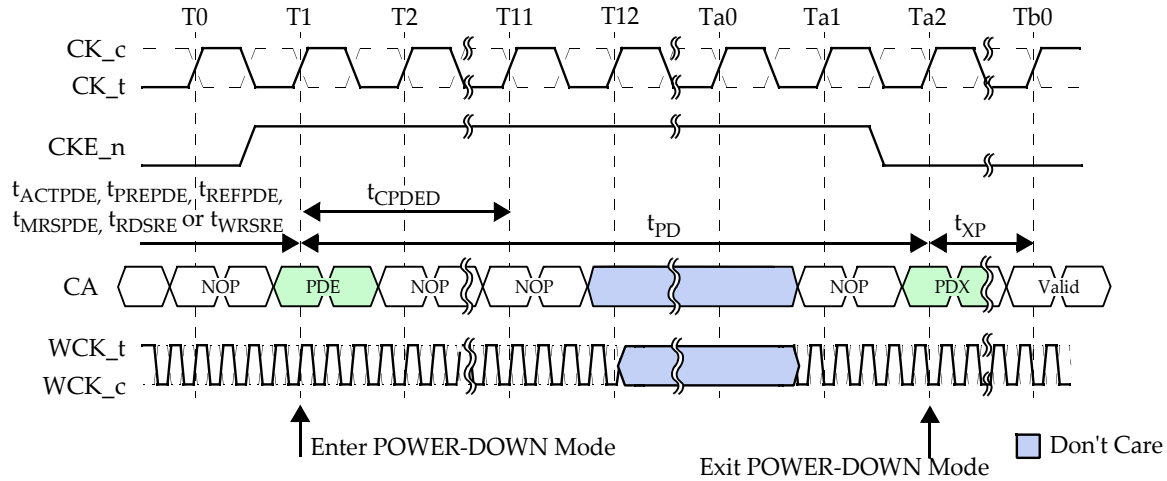 T0 T1 T2 T11 T12 Ta0 Ta1 Ta2 Tb0
CK_c
CK_t
CKE_n
tACTPDE, tPREPDE, tREFPDE,
tMRSPDE, tRDSRE or tWRSRE
tCPDED
tPD
tXP
CA
NOP PDE NOP NOP NOP PDX Valid
WCK_t
WCK_c
Enter POWER-DOWN Mode
Exit POWER-DOWN Mode
Don't Care